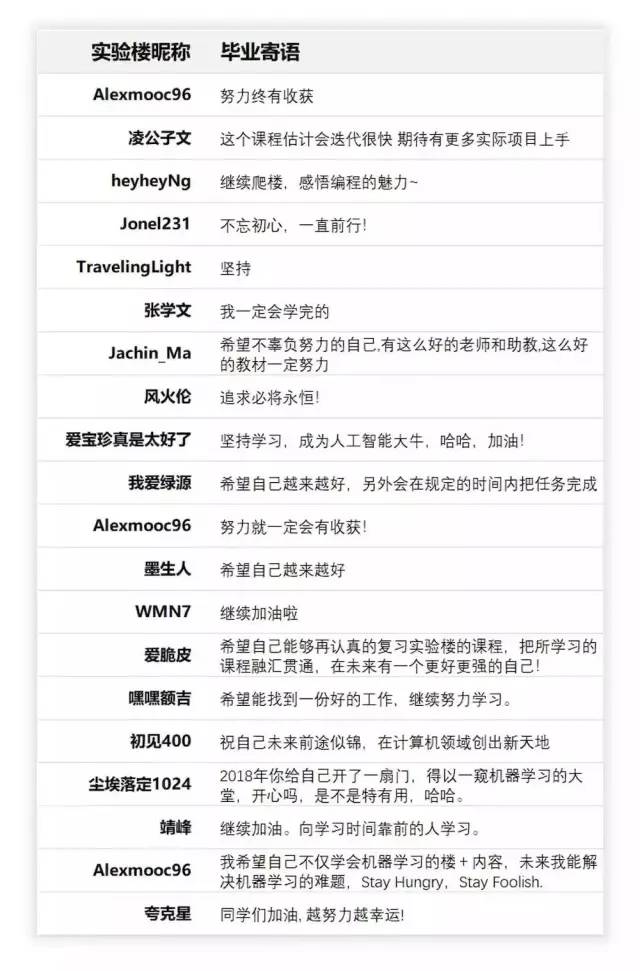 实验楼昵称 毕业寄语
Alexmooc96 努力终有收获
凌公子文 这个课程估计会迭代很快 期待有更多实际项目上手
heyheyNg 继续爬楼，感悟编程的魅力~
Jonel231 不忘初心，一直前行！
TravelingLight 坚持
张学文 我一定会学完的
Jachin_Ma 希望不辜负努力的自己,有这么好的老师和助教,这么好
的教材一定努力
风火伦 追求必将永恒！
爱宝珍真是太好了 坚持学习，成为人工智能大牛，哈哈，加油！
我爱绿源 希望自己越来越好，另外会在规定的时间内把任务完成
Alexmooc96 努力就一定会有收获！
墨生人 希望自己越来越好
WMN7 继续加油啦
爱脆皮 希望自己能够再认真的复习实验楼的课程，把所学习的
课程融汇贯通，在未来有一个更好更强的自己！
嘿嘿额吉 希望能找到一份好的工作，继续努力学习。
初见400 祝自己未来前途似锦，在计算机领域创出新天地
尘埃落定1024 2018年你给自己开了一扇门，得以一窥机器学习的大
堂，开心吗，是不是特有用，哈哈。
靖峰 继续加油。向学习时间靠前的人学习。
Alexmooc96 我希望自己不仅学会机器学习的楼＋内容，未来我能解
决机器学习的难题，Stay Hungry，Stay Foolish.
夸克星 同学们加油, 越努力越幸运!